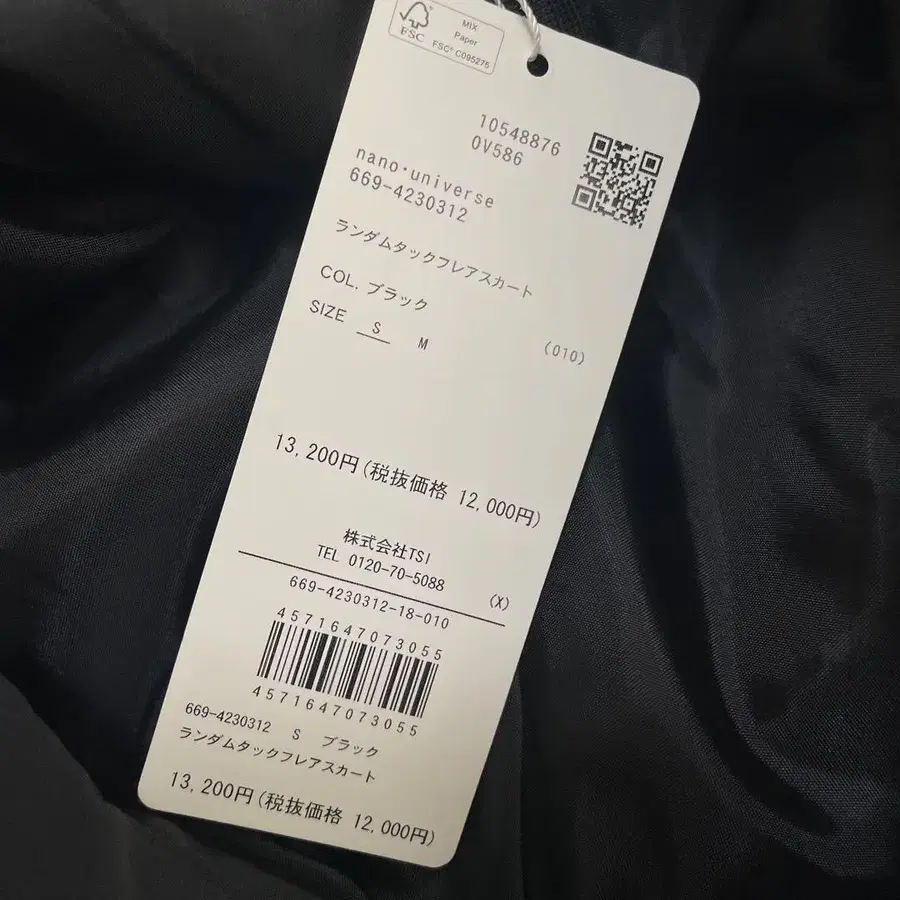 FSC
MIX
Paper
FSC® C095275
10548876
0V586
nano・universe
669-4230312
ランダムタックフレアスカート
COL. ブラック
SIZE S M
(010)
13,200円(税抜価格 12,000円)
株式会社TSI
TEL 0120-70-5088
(X)
669-4230312-18-010
4571647073055
4571647073055
669-4230312 S ブラック
ランダムタックフレアスカート
13,200円(税抜価格 12,000円)